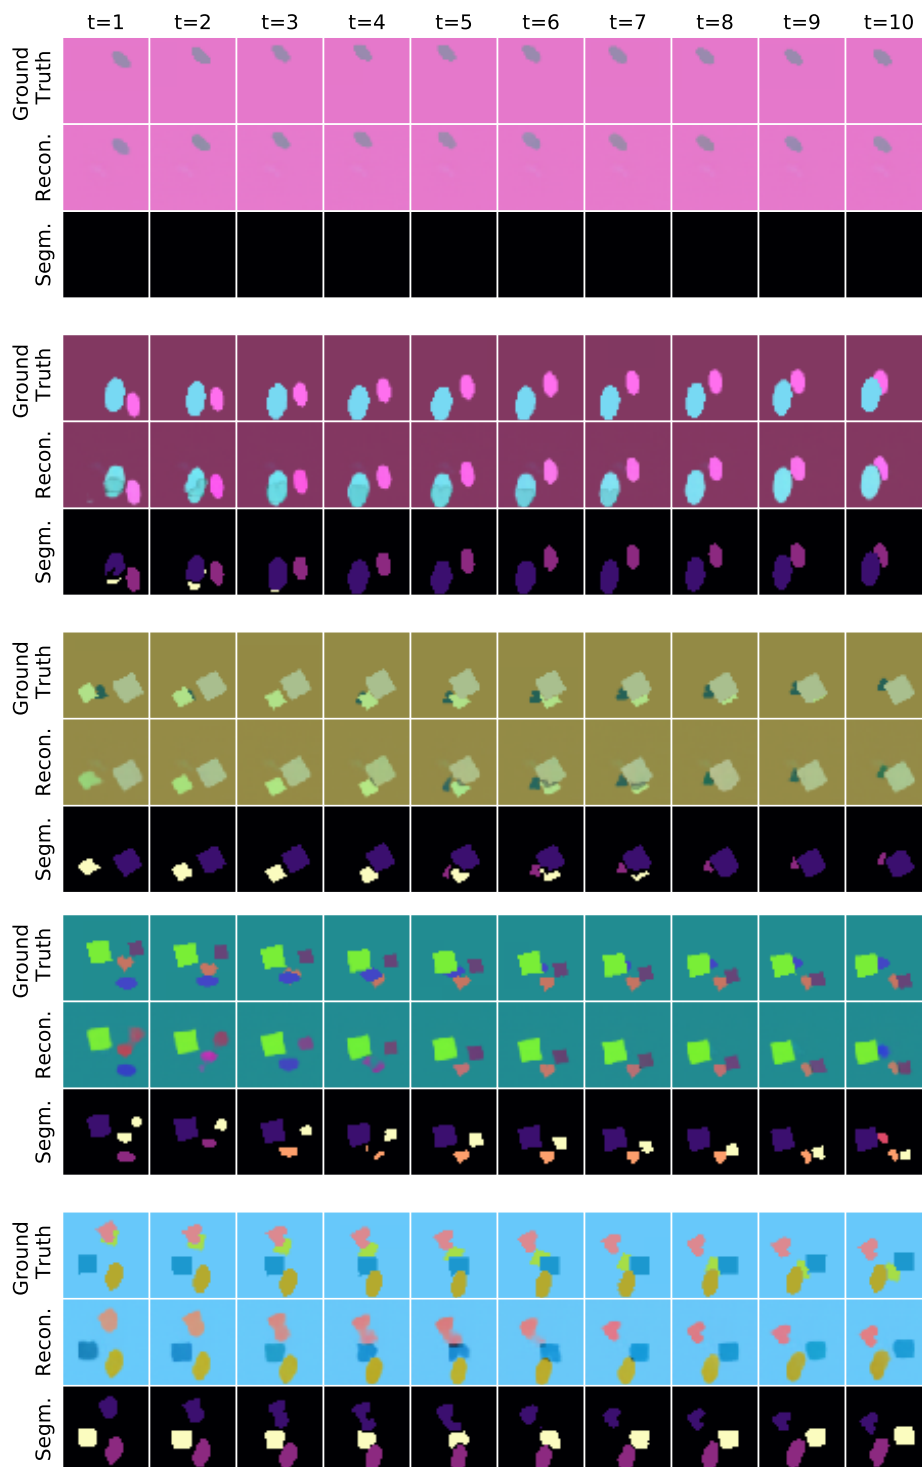 t=1 t=2 t=3 t=4 t=5 t=6 t=7 t=8 t=9 t=10
Ground
Truth
Recon.
Segm.
Ground
Truth
Recon.
Segm.
Ground
Truth
Recon.
Segm.
Ground
Truth
Recon.
Segm.
Ground
Truth
Recon.
Segm.